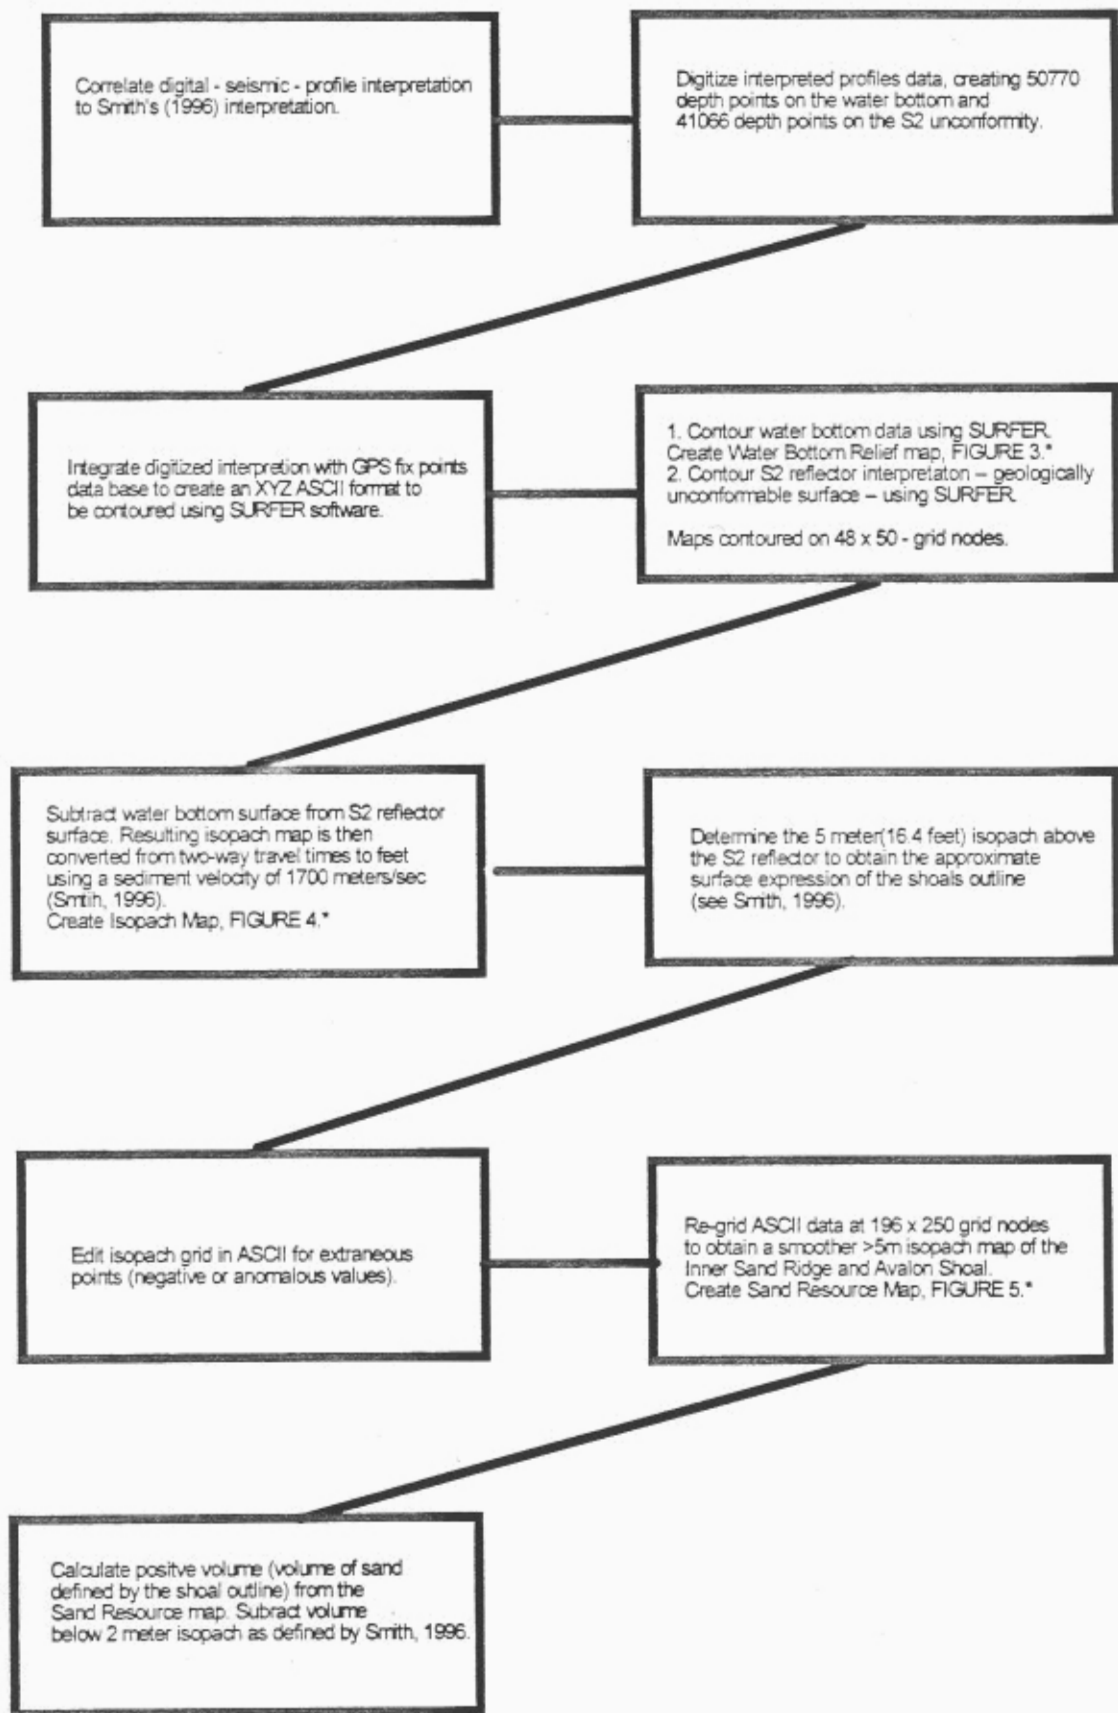 Correlate digital - seismic - profile interpretation
to Smith's (1996) interpretation.
Digitize interpreted profiles data, creating 50770
depth points on the water bottom and
41066 depth points on the S2 unconformity.
Integrate digitized interpretion with GPS fix points
data base to create an XYZ ASCII format to
be contoured using SURFER software.
1. Contour water bottom data using SURFER.
Create Water Bottom Relief map, FIGURE 3.*
2. Contour S2 reflector interpretaton – geologically
unconformable surface – using SURFER.
Maps contoured on 48 x 50 - grid nodes.
Subtract water bottom surface from S2 reflector
surface. Resulting isopach map is then
converted from two-way travel times to feet
using a sediment velocity of 1700 meters/sec
(Smtih, 1996).
Create Isopach Map, FIGURE 4.*
Determine the 5 meter(16.4 feet) isopach above
the S2 reflector to obtain the approximate
surface expression of the shoals outline
(see Smith, 1996).
Edit isopach grid in ASCII for extraneous
points (negative or anomalous values).
Re-grid ASCII data at 196 x 250 grid nodes
to obtain a smoother >5m isopach map of the
Inner Sand Ridge and Avalon Shoal.
Create Sand Resource Map, FIGURE 5.*
Calculate positve volume (volume of sand
defined by the shoal outline) from the
Sand Resource map. Subract volume
below 2 meter isopach as defined by Smith, 1996.